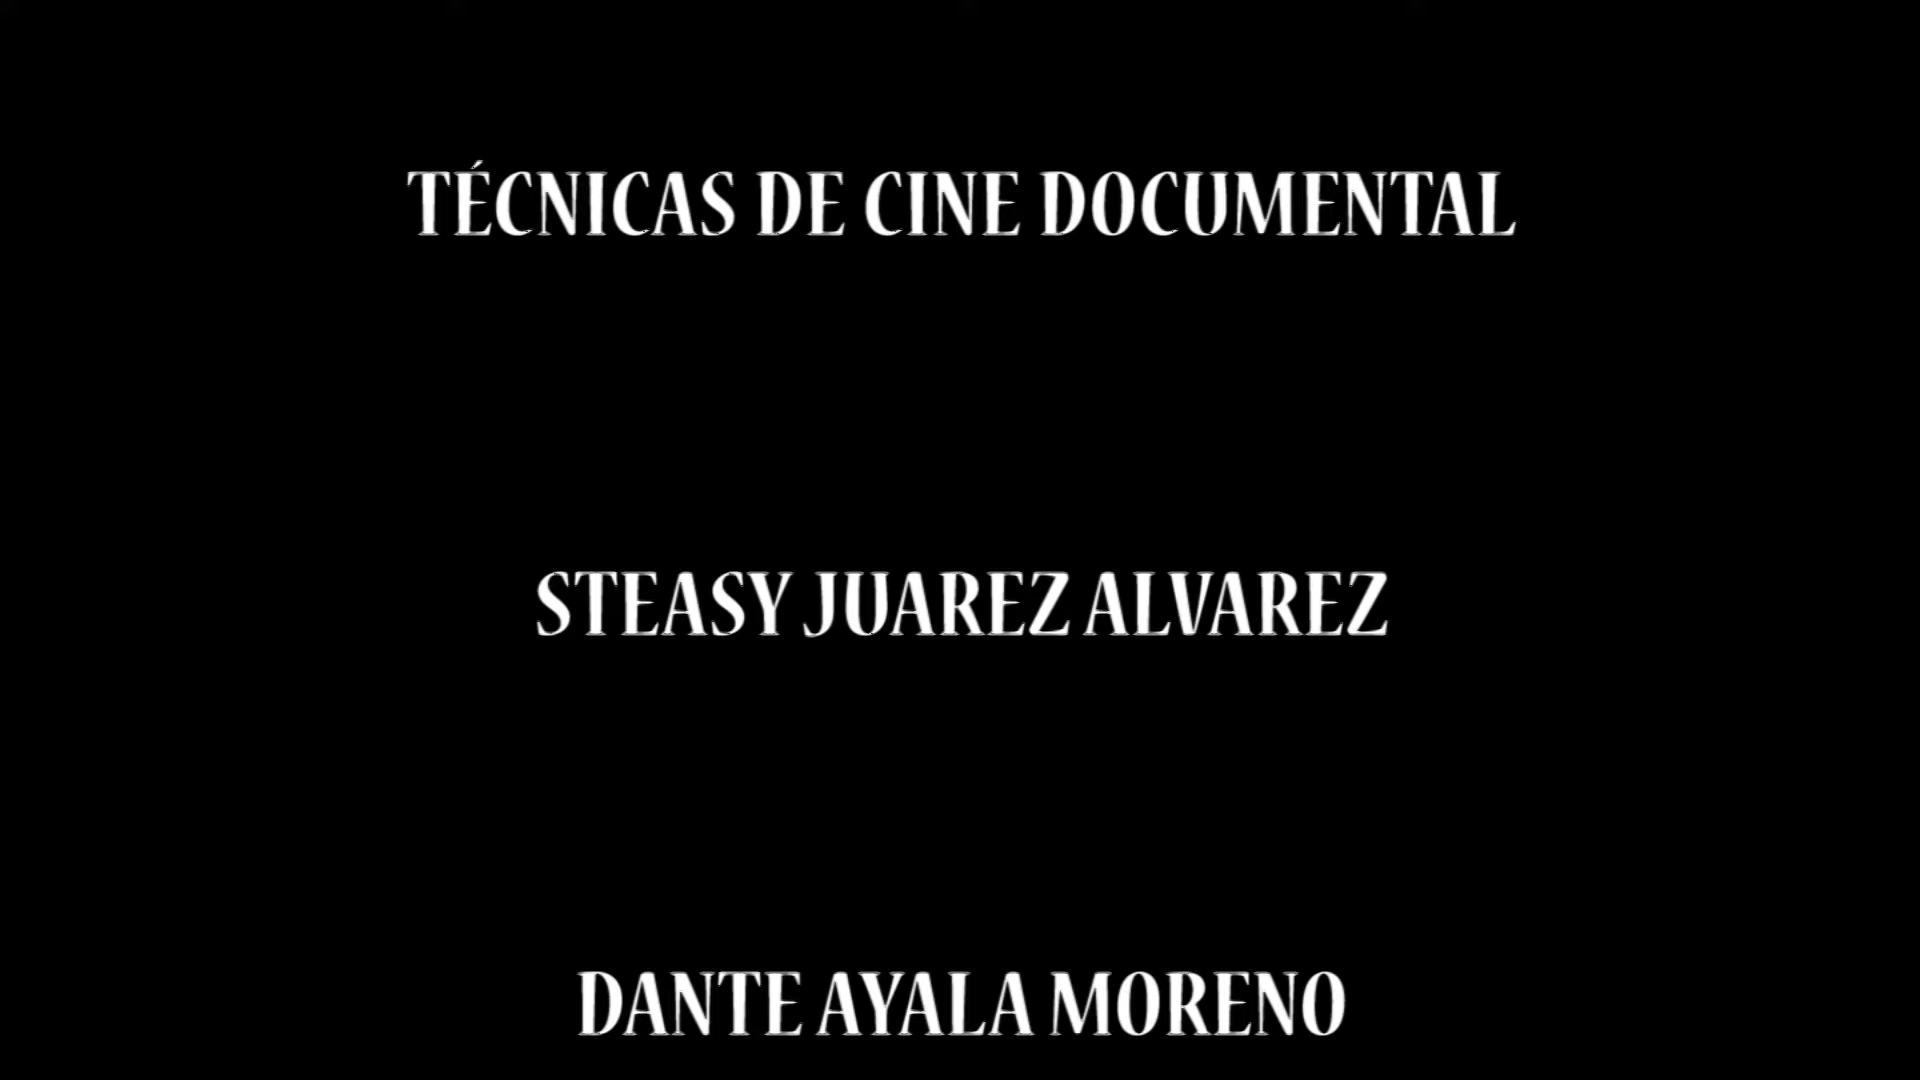 TÉCNICAS DE CINE DOCUMENTAL
STEASY JUAREZ ALVAREZ
DANTE AYALA MORENO